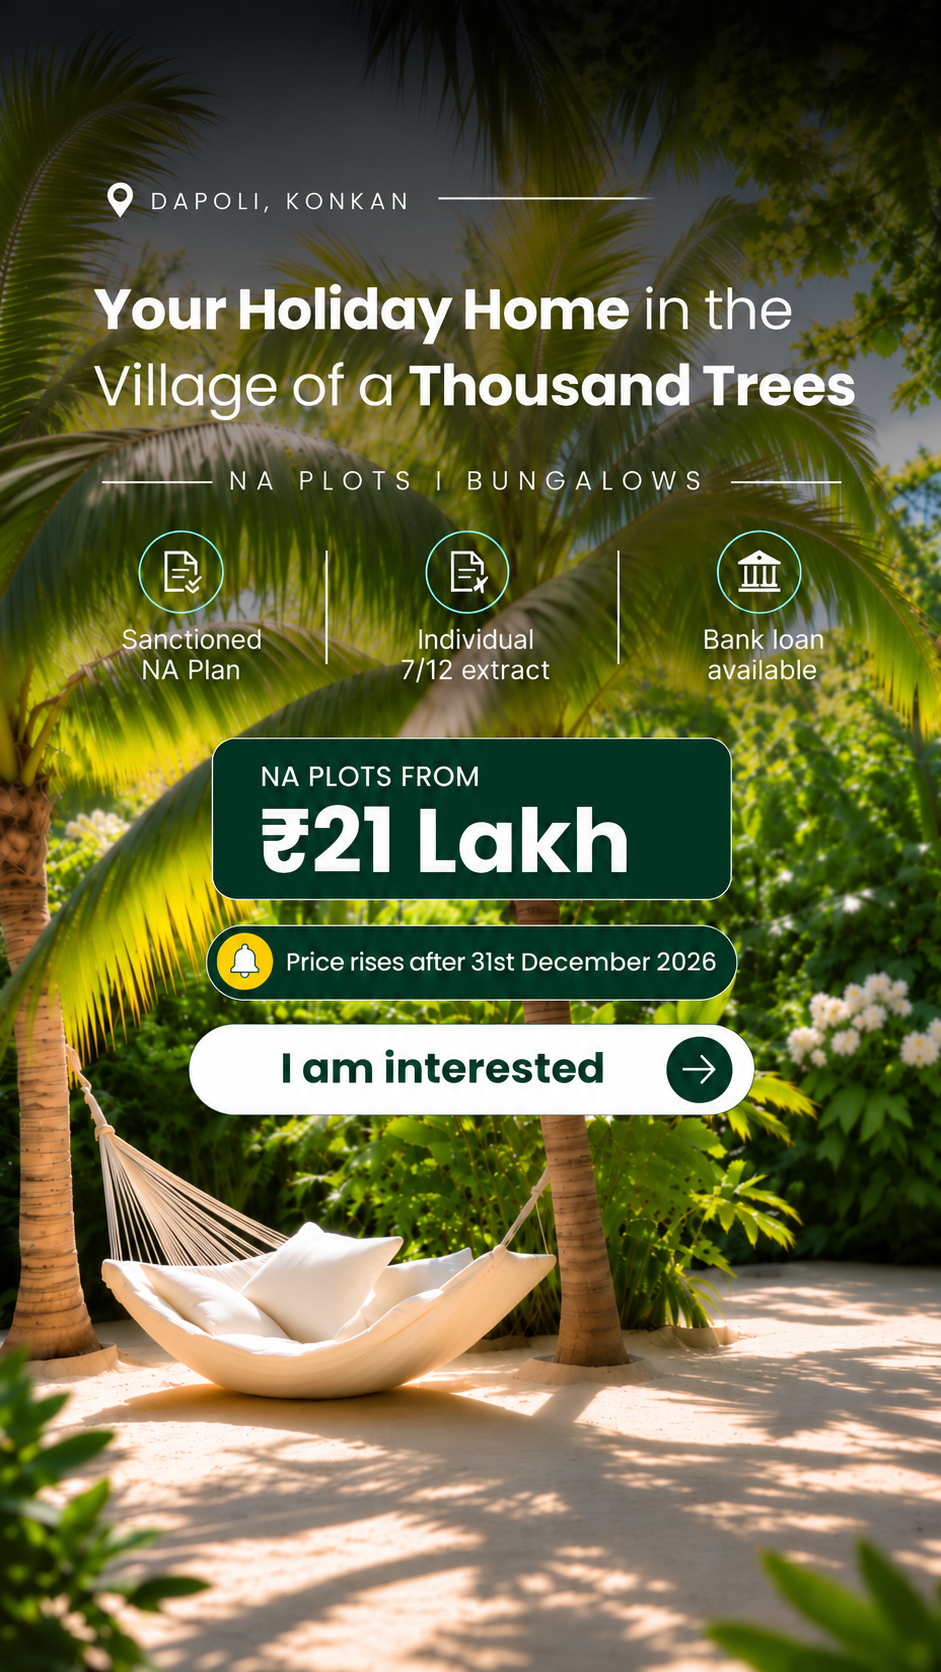 DAPOLI, KONKAN
Your Holiday Home in the
Village of a Thousand Trees
NA PLOTS | BUNGALOWS
Sanctioned
NA Plan
Individual
7/12 extract
Bank loan
available
NA PLOTS FROM
₹21 Lakh
Price rises after 31st December 2026
I am interested